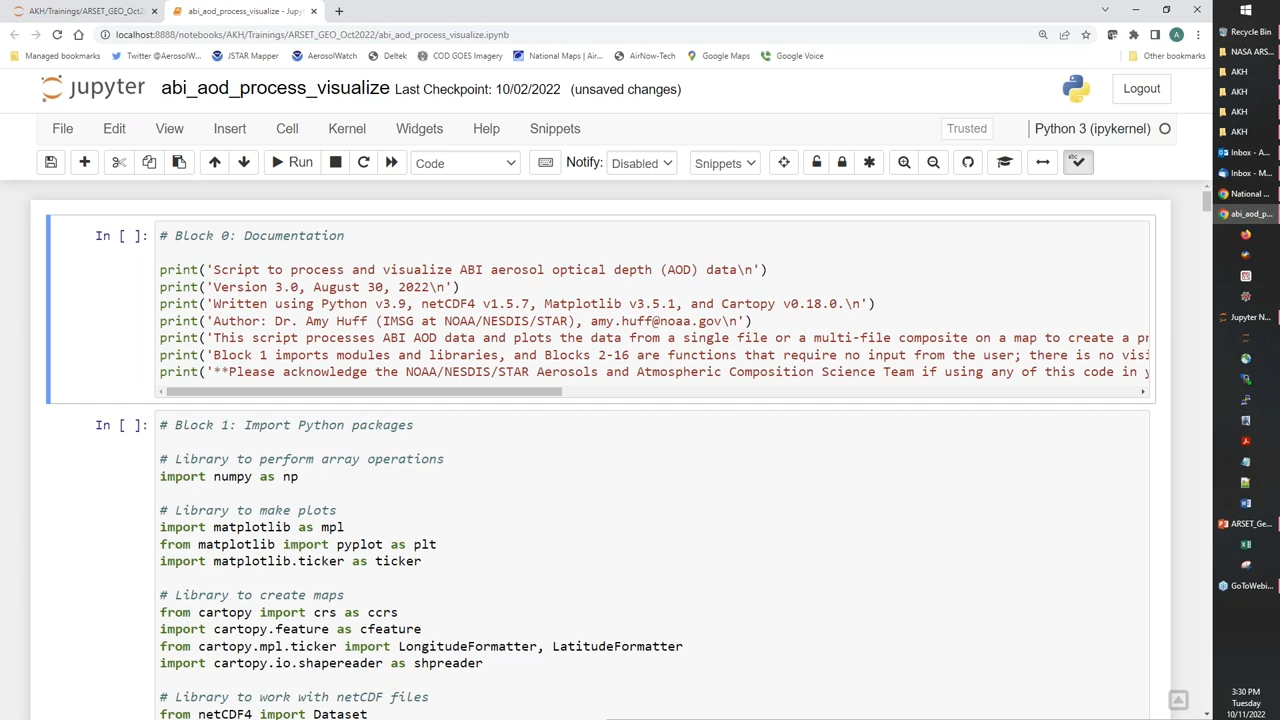 AKH/Trainings/ARSET_GEO_Oct2022/
abi_aod_process_visualize - Jupyt
localhost:8888/notebooks/AKH/Trainings/ARSET_GEO_Oct2022/abi_aod_process_visualize.ipynb
Managed bookmarks
Twitter @AerosolW...
JSTAR Mapper
AerosolWatch
Deltek
COD GO16 Surgery
National Maps | Air...
AirNow-Tech
Google Maps
Google Voice
Other bookmarks
jupyter abi_aod_process_visualize Last Checkpoint: 10/02/2022 (unsaved changes)
Logout
File Edit View Insert Cell Kernel Widgets Help Snippets
Trusted
Python 3 (ipykernel)
Run
Code
Notify: Disabled
Snippets
abc
In [ ]:
# Block 0: Documentation
print('Script to process and visualize ABI aerosol optical depth (AOD) data\n')
print('Version 3.0, August 30, 2022\n')
print('Written using Python v3.9, netCDF4 v1.5.7, Matplotlib v3.5.1, and Cartopy v0.18.0.\n')
print('Author: Dr. Amy Huff (IMSG at NOAA/NESDIS/STAR), amy.huff@noaa.gov\n')
print('This script processes ABI AOD data and plots the data from a single file or a multi-file composite on a map to create a pr
print('Block 1 imports modules and libraries, and Blocks 2-16 are functions that require no input from the user; there is no visi
print('**Please acknowledge the NOAA/NESDIS/STAR Aerosols and Atmospheric Composition Science Team if using any of this code in y
In [ ]:
# Block 1: Import Python packages
# Library to perform array operations
import numpy as np
# Library to make plots
import matplotlib as mpl
from matplotlib import pyplot as plt
import matplotlib.ticker as ticker
# Library to create maps
from cartopy import crs as ccrs
import cartopy.feature as cfeature
from cartopy.mpl.ticker import LongitudeFormatter, LatitudeFormatter
import cartopy.io.shapereader as shpreader
# Library to work with netCDF files
from netCDF4 import Dataset
Recycle Bin
NASA ARS...
AKH
AKH
AKH
AKH
Inbox - A...
Inbox - M...
National ...
abi_aod_p...
Jupyter N...
ARSET_Ge...
GoToWebi...
3:30 PM
Tuesday
10/11/2022